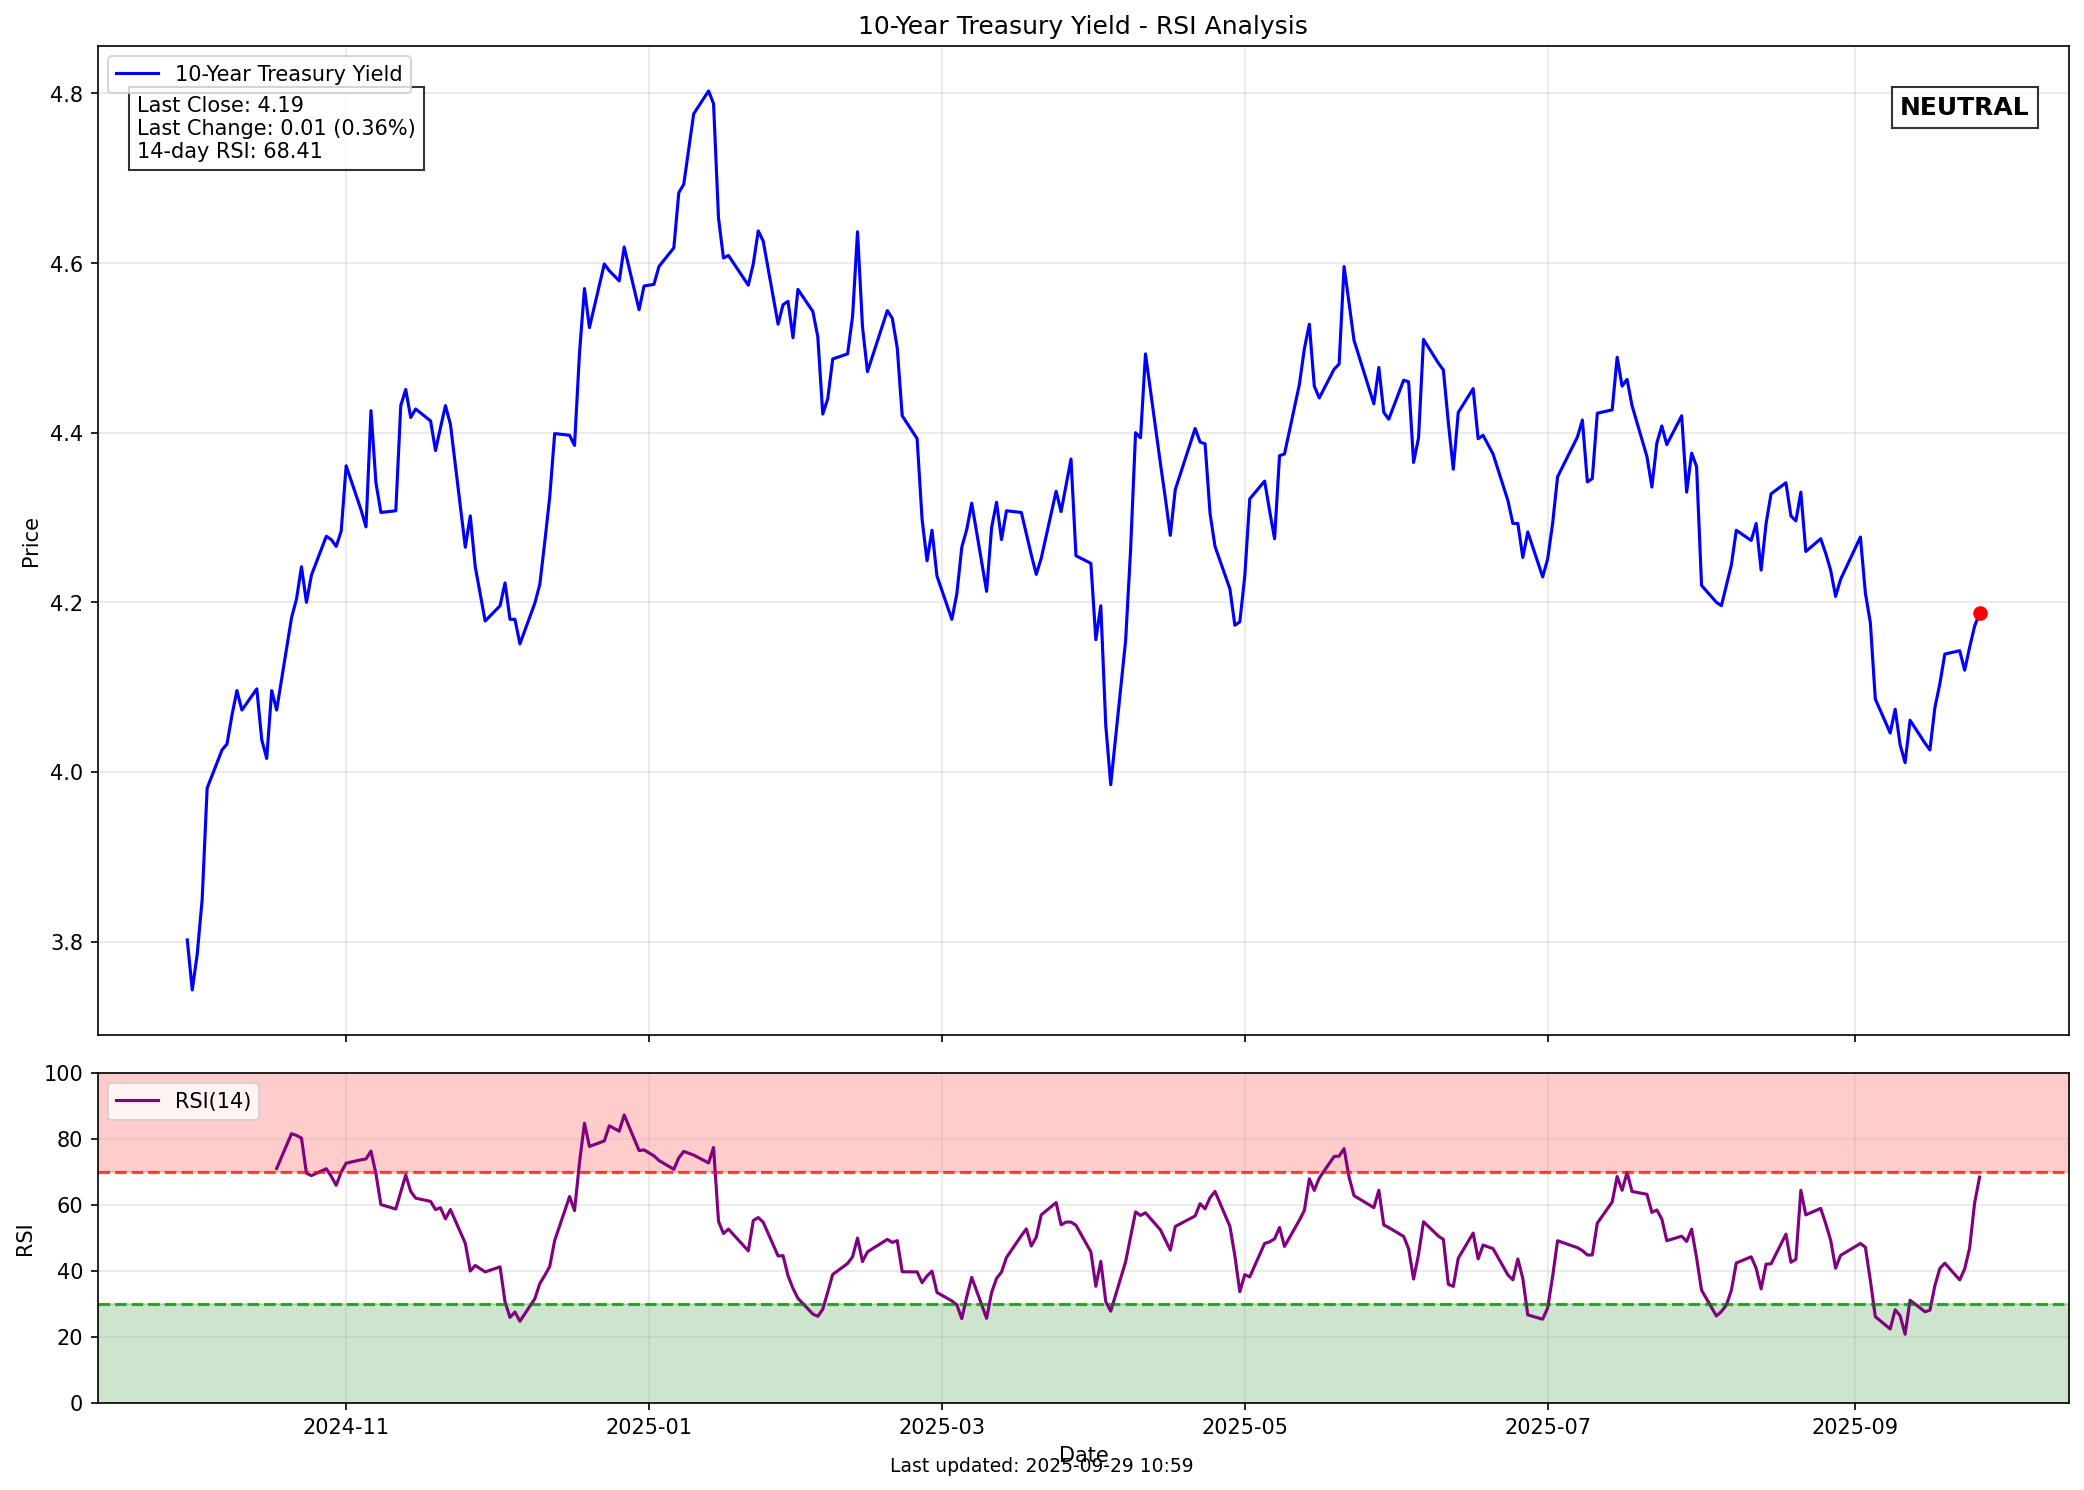 10-Year Treasury Yield - RSI Analysis
10-Year Treasury Yield
Last Close: 4.19
Last Change: 0.01 (0.36%)
14-day RSI: 68.41
NEUTRAL
Price
4.8
4.6
4.4
4.2
4.0
3.8
RSI(14)
RSI
100
80
60
40
20
0
2024-11
2025-01
2025-03
2025-05
2025-07
2025-09
Date
Last updated: 2025-09-29 10:59